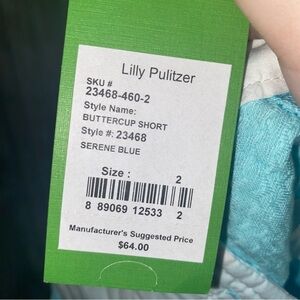 Lilly Pulitzer
SKU #
23468-460-2
Style Name:
BUTTERCUP SHORT
Style #: 23468
SERENE BLUE
Size : 2
8 89069 12533 2
Manufacturer's Suggested Price
$64.00